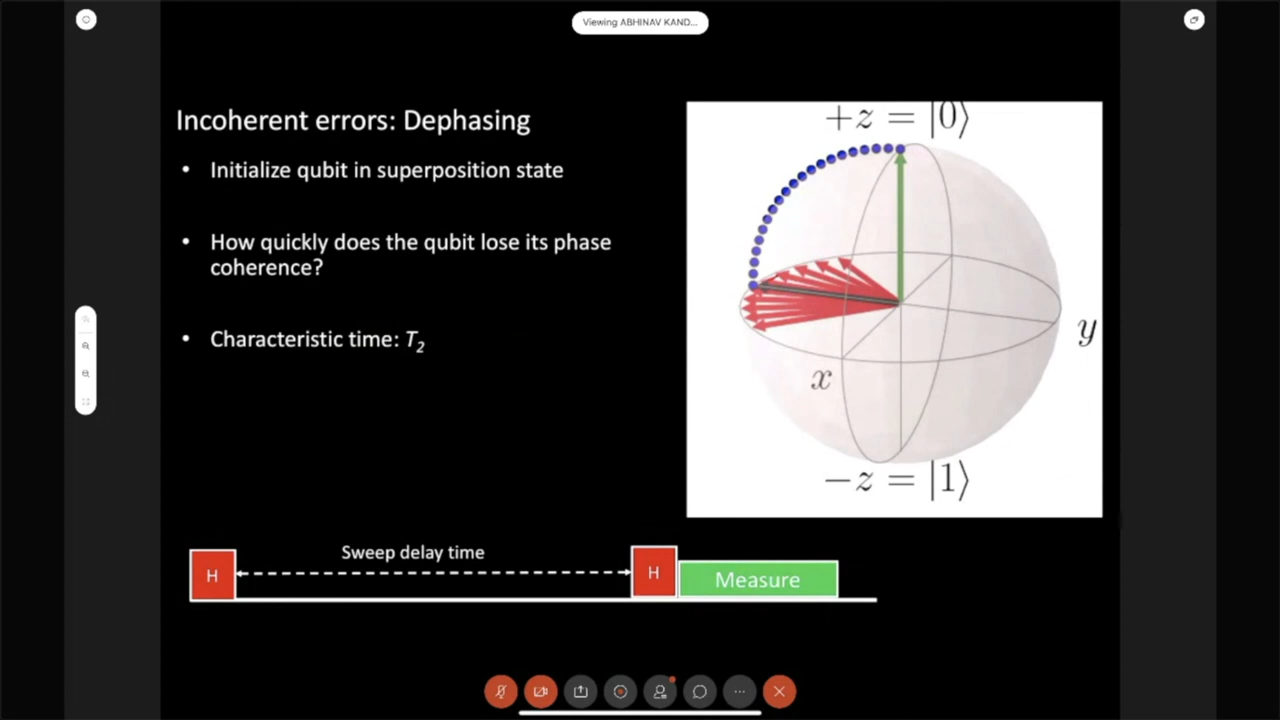 Viewing ABHINAV KAND...
Incoherent errors: Dephasing
• Initialize qubit in superposition state
• How quickly does the qubit lose its phase
coherence?
• Characteristic time: T₂
+z = |0⟩
y
x
−z = |1⟩
Sweep delay time
H
H
Measure